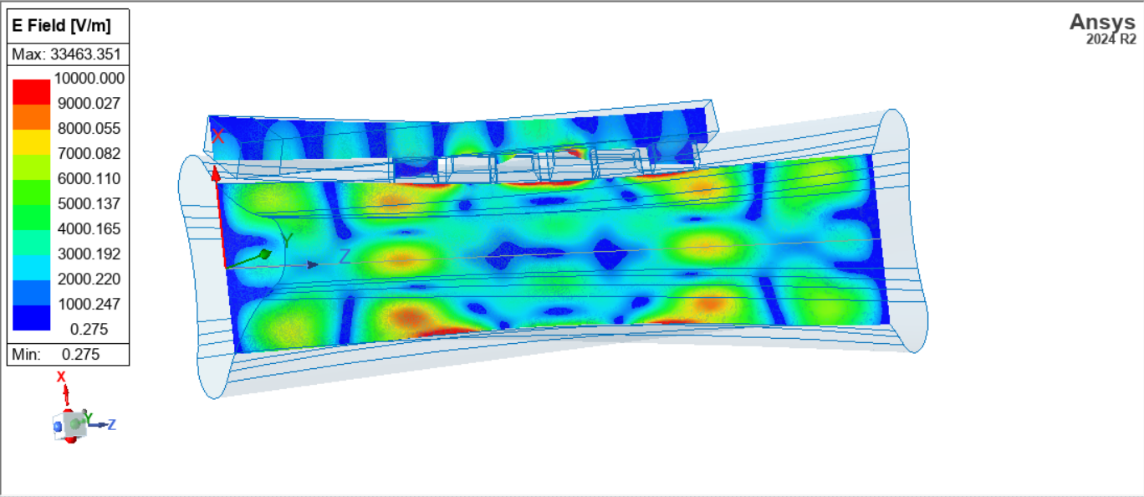 E Field [V/m]
Max: 33463.351
10000.000
9000.027
8000.055
7000.082
6000.110
5000.137
4000.165
3000.192
2000.220
1000.247
0.275
Min: 0.275
Ansys
2024 R2
X
Y
Z
X
Y
Z